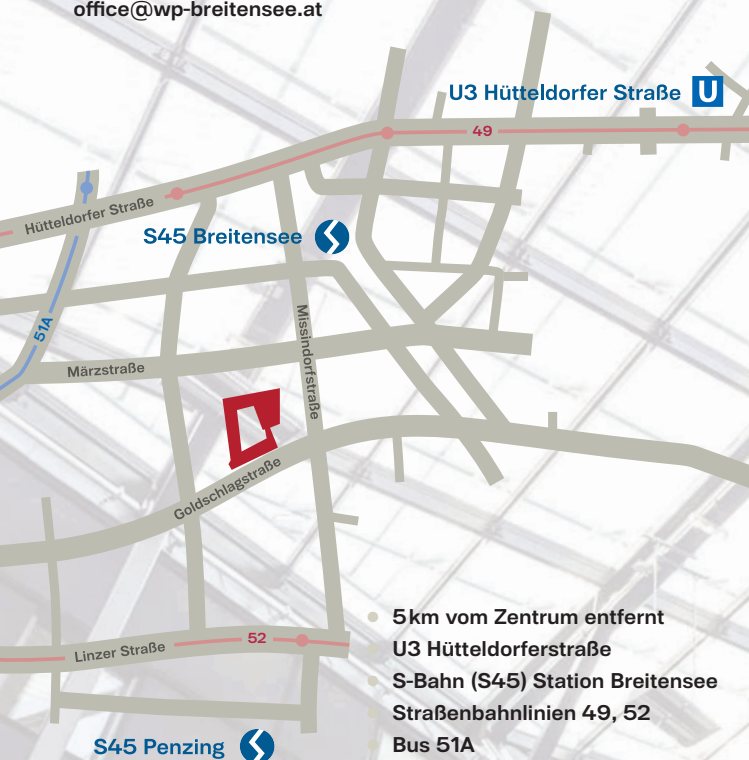 office@wp-breitensee.at
U3 Hütteldorfer Straße U
49
Hütteldorfer Straße
S45 Breitensee
51A
Missindorfstraße
Märzstraße
Goldschlagstraße
52
Linzer Straße
S45 Penzing
5 km vom Zentrum entfernt
U3 Hütteldorferstraße
S-Bahn (S45) Station Breitensee
Straßenbahnlinien 49, 52
Bus 51A